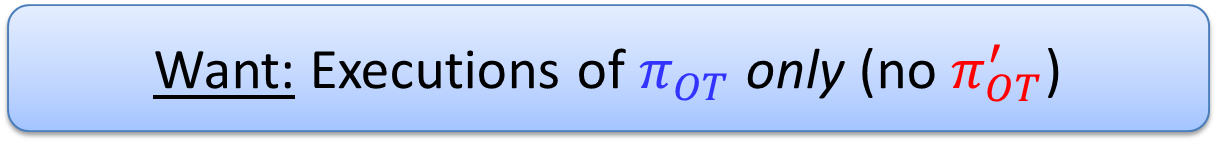 Want: Executions of π_OT only (no π′_OT)